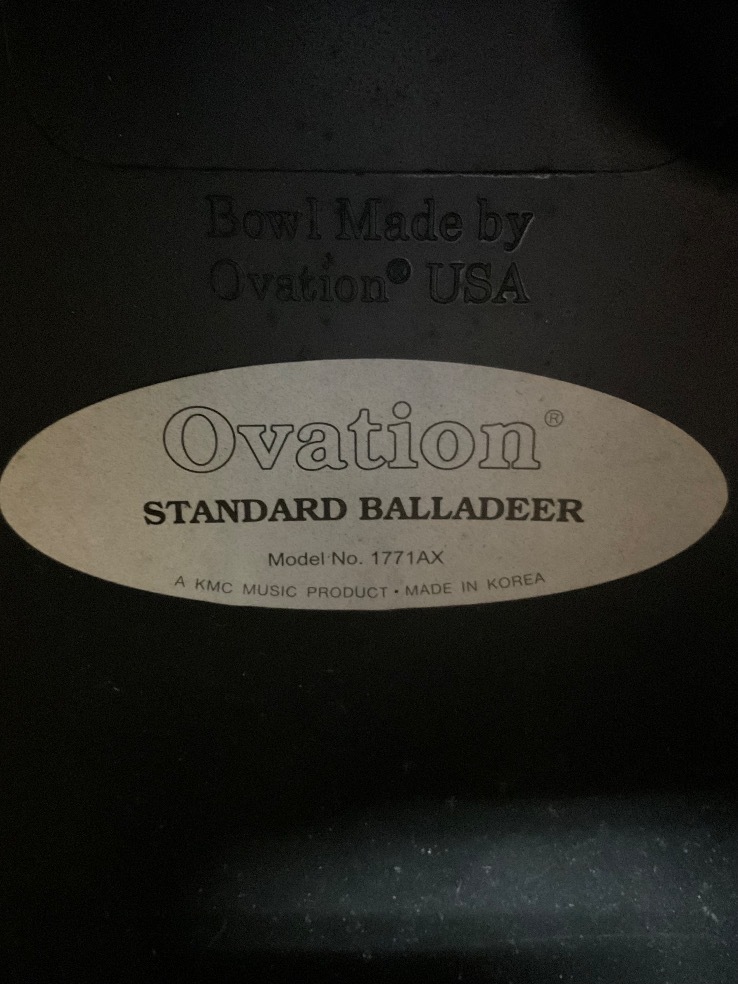 Bowl Made by
Ovation® USA
Ovation®
STANDARD BALLADEER
Model No. 1771AX
A KMC MUSIC PRODUCT • MADE IN KOREA